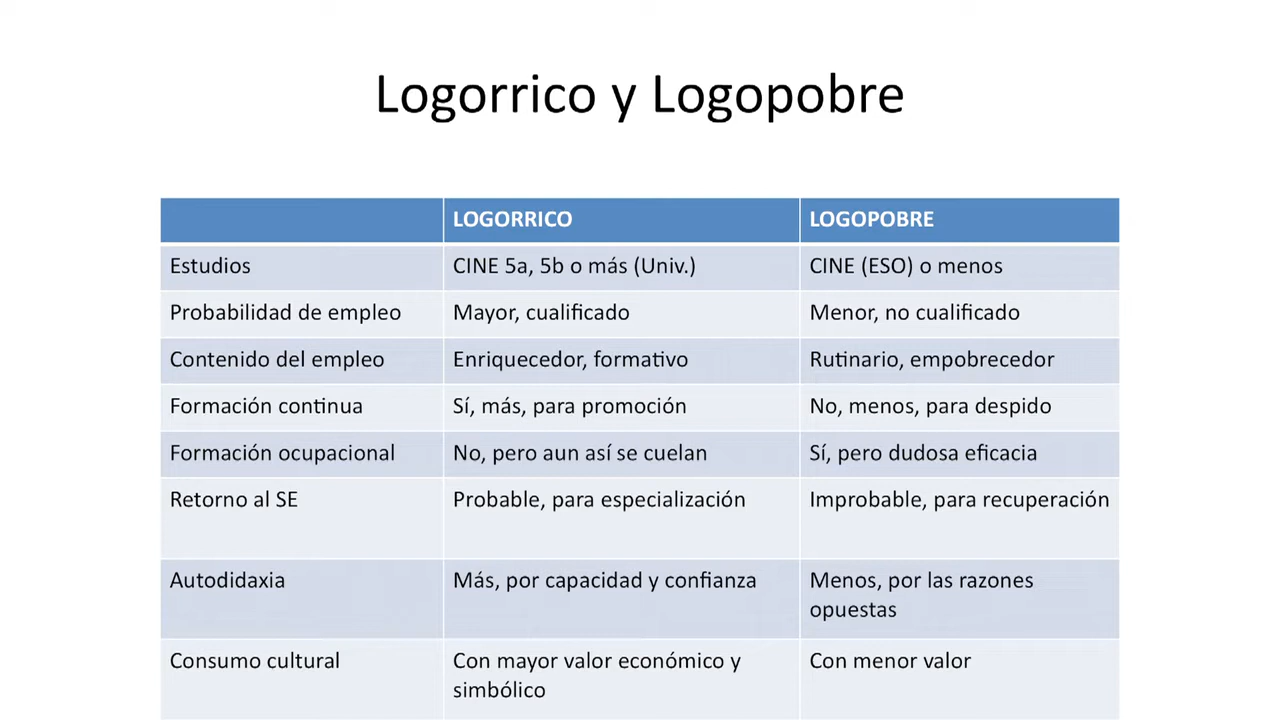 Logorrico y Logopobre
LOGORRICO LOGOPOBRE
Estudios CINE 5a, 5b o más (Univ.) CINE (ESO) o menos
Probabilidad de empleo Mayor, cualificado Menor, no cualificado
Contenido del empleo Enriquecedor, formativo Rutinario, empobrecedor
Formación continua Sí, más, para promoción No, menos, para despido
Formación ocupacional No, pero aun así se cuelan Sí, pero dudosa eficacia
Retorno al SE Probable, para especialización Improbable, para recuperación
Autodidaxia Más, por capacidad y confianza Menos, por las razones
opuestas
Consumo cultural Con mayor valor económico y Con menor valor
simbólico